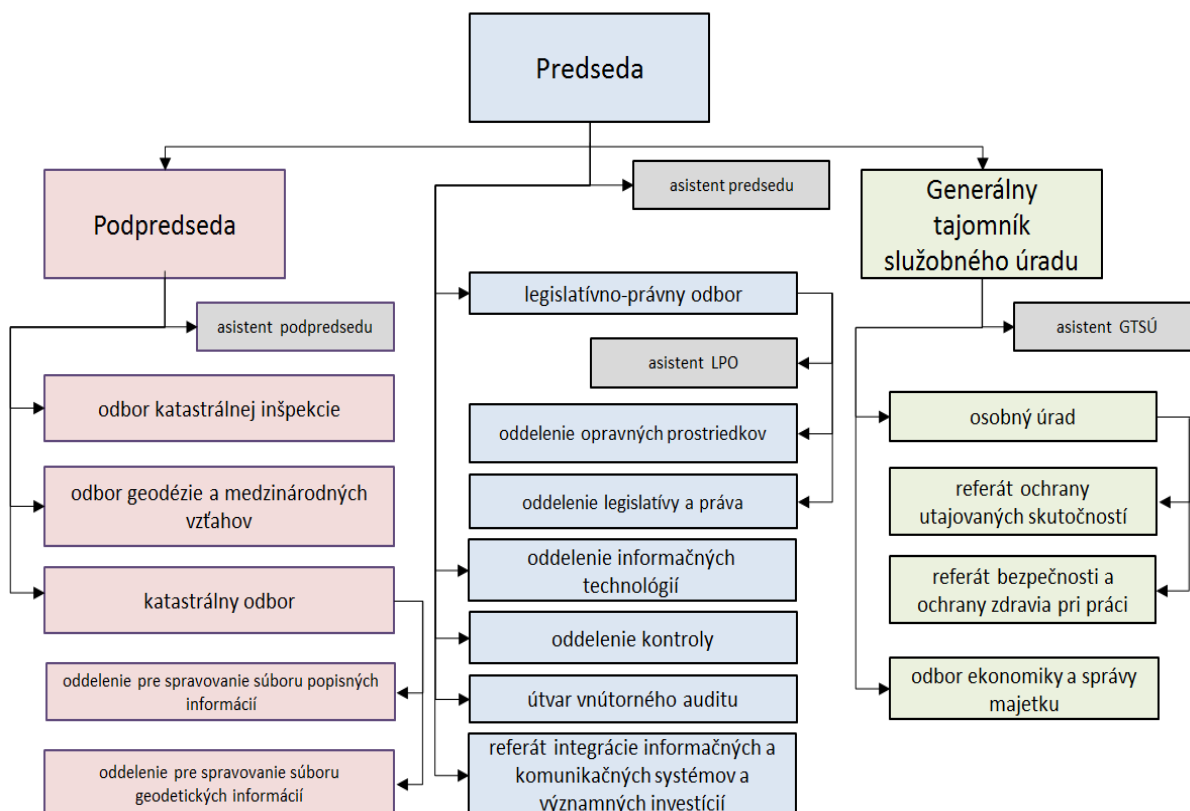 Predseda
asistent predsedu
Podpredseda
asistent podpredsedu
odbor katastrálnej inšpekcie
odbor geodézie a medzinárodných
vzťahov
katastrálny odbor
oddelenie pre spravovanie súboru popisných
informácií
oddelenie pre spravovanie súboru
geodetických informácií
legislatívno-právny odbor
asistent LPO
oddelenie opravných prostriedkov
oddelenie legislatívy a práva
oddelenie informačných
technológií
oddelenie kontroly
útvar vnútorného auditu
referát integrácie informačných a
komunikačných systémov a
významných investícií
Generálny
tajomník
služobného úradu
asistent GTSÚ
osobný úrad
referát ochrany
utajovaných skutočností
referát bezpečnosti a
ochrany zdravia pri práci
odbor ekonomiky a správy
majetku